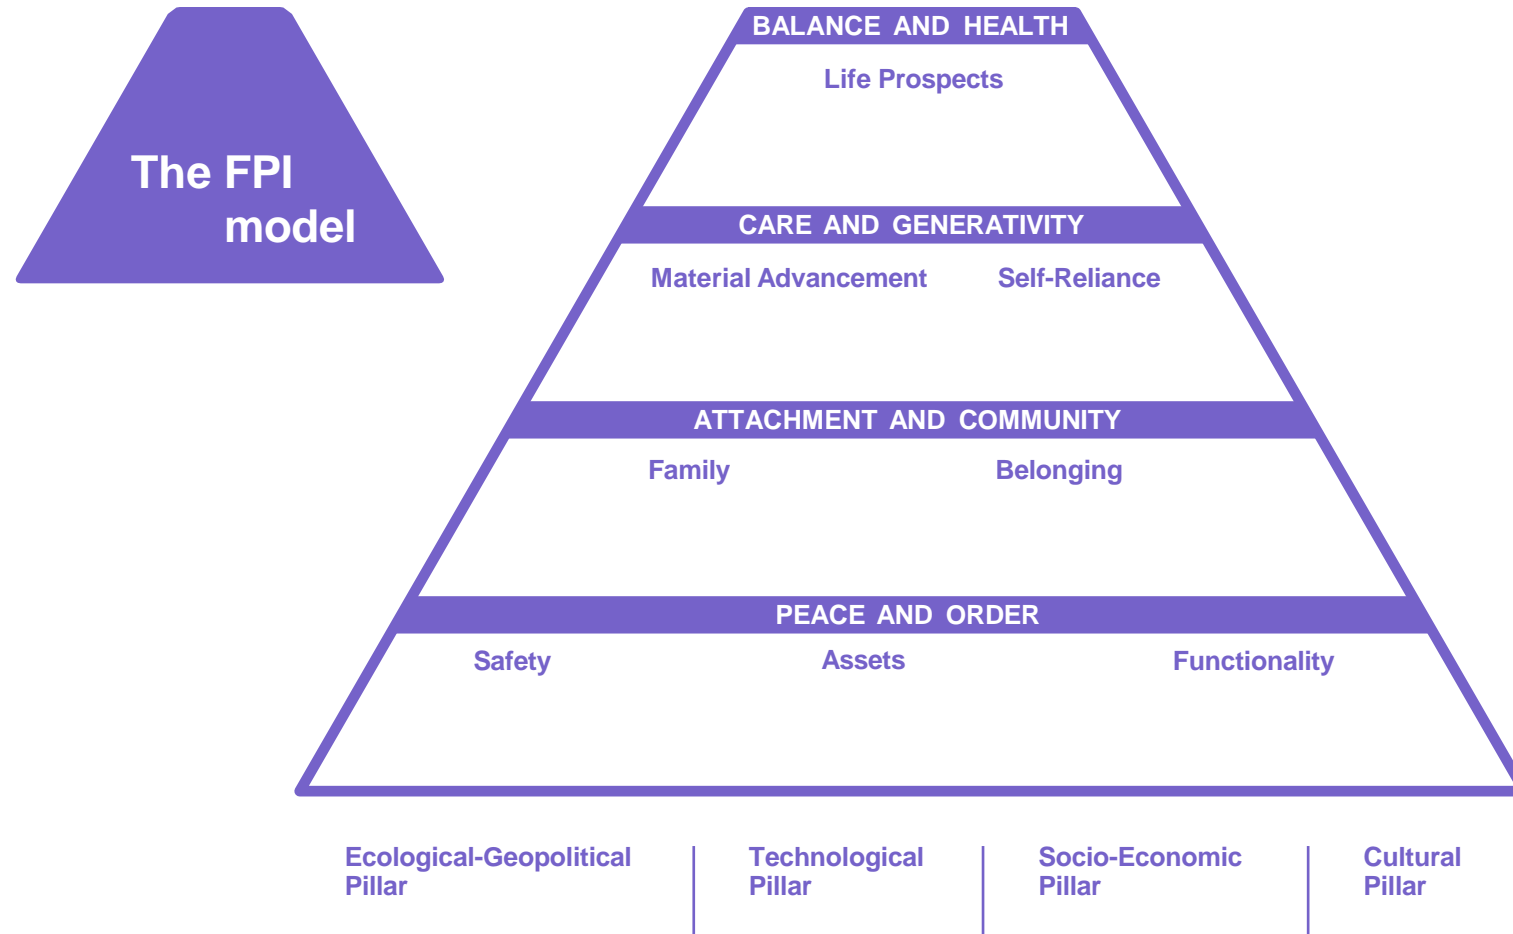 The FPI
model
BALANCE AND HEALTH
Life Prospects
CARE AND GENERATIVITY
Material Advancement
Self-Reliance
ATTACHMENT AND COMMUNITY
Family
Belonging
PEACE AND ORDER
Safety
Assets
Functionality
Ecological-Geopolitical
Pillar
Technological
Pillar
Socio-Economic
Pillar
Cultural
Pillar